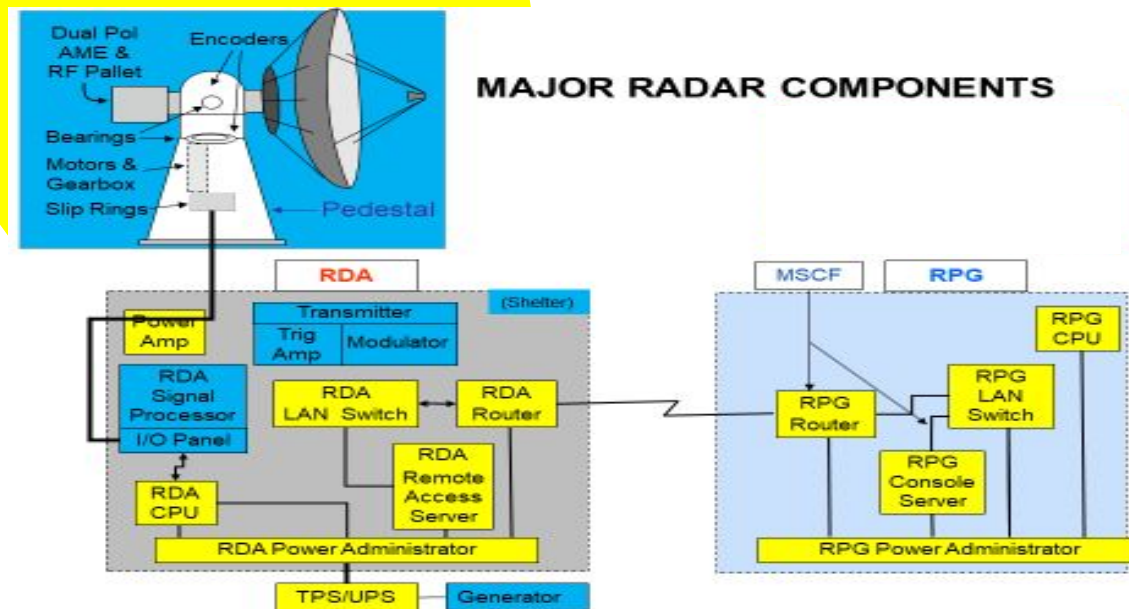 MAJOR RADAR COMPONENTS
Dual Pol
AME &
RF Pallet
Encoders
Bearings
Motors &
Gearbox
Slip Rings
Pedestal
RDA
(Shelter)
Power
Amp
Transmitter
Trig
Amp
Modulator
RDA
Signal
Processor
I/O Panel
RDA
LAN Switch
RDA
Router
RDA
Remote
Access
Server
RDA
CPU
RDA Power Administrator
TPS/UPS
Generator
MSCF
RPG
RPG
CPU
RPG
LAN
Switch
RPG
Router
RPG
Console
Server
RPG Power Administrator